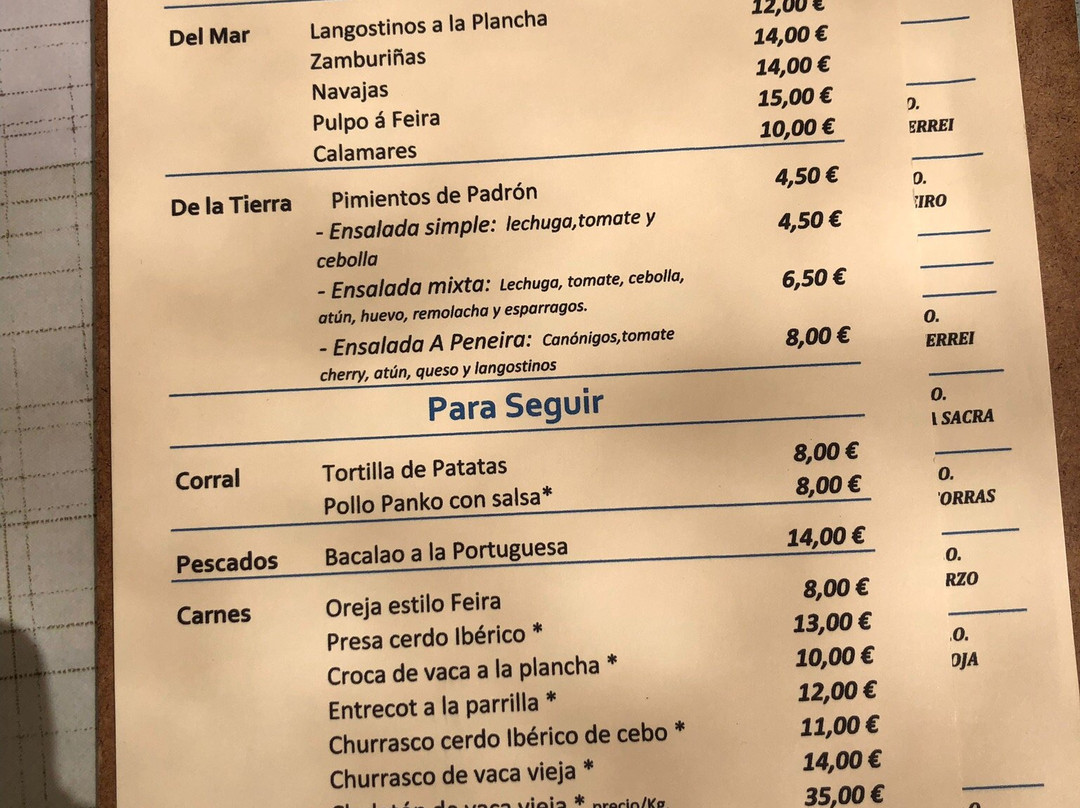 Del Mar Langostinos a la Plancha 12,00 €
Zamburiñas 14,00 €
Navajas 14,00 €
Pulpo á Feira 15,00 €
Calamares 10,00 €
De la Tierra Pimientos de Padrón 4,50 €
- Ensalada simple: lechuga,tomate y 4,50 €
cebolla
- Ensalada mixta: Lechuga, tomate, cebolla, 6,50 €
atún, huevo, remolacha y esparragos.
- Ensalada A Peneira: Canónigos,tomate 8,00 €
cherry, atún, queso y langostinos
Para Seguir
Corral Tortilla de Patatas 8,00 €
Pollo Panko con salsa* 8,00 €
Pescados Bacalao a la Portuguesa 14,00 €
Carnes Oreja estilo Feira 8,00 €
Presa cerdo Ibérico * 13,00 €
Croca de vaca a la plancha * 10,00 €
Entrecot a la parrilla * 12,00 €
Churrasco cerdo Ibérico de cebo * 11,00 €
Churrasco de vaca vieja * 14,00 €
de vaca vieja * precio/Kg. 35,00 €
O.
ERREI
O.
EIRO
O.
ERREI
O.
SACRA
O.
ORRAS
O.
RZO
O.
OJA